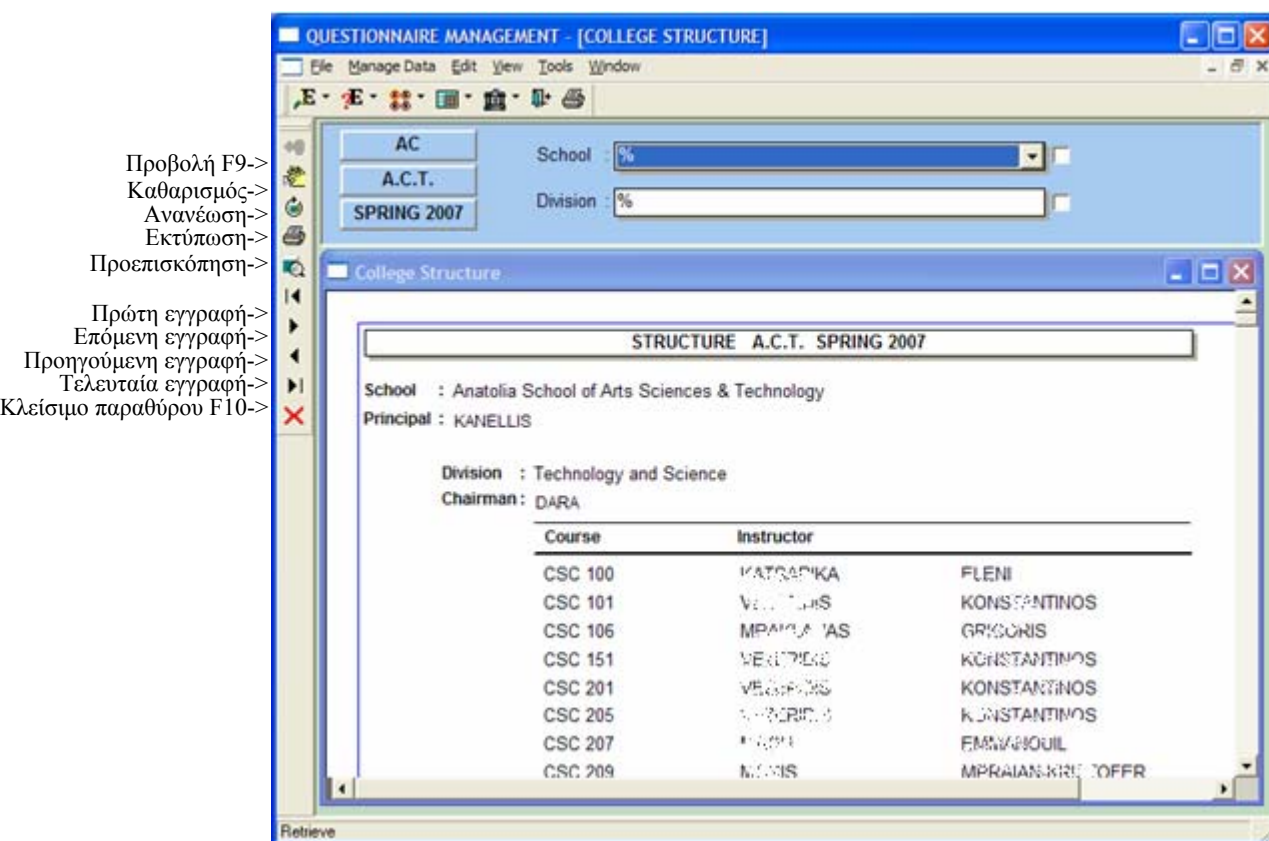 QUESTIONNAIRE MANAGEMENT - [COLLEGE STRUCTURE]
File Manage Data Edit View Tools Window
Προβολή F9->
Καθαρισμός->
Ανανέωση->
Εκτύπωση->
Προεπισκόπηση->
Πρώτη εγγραφή->
Επόμενη εγγραφή->
Προηγούμενη εγγραφή->
Τελευταία εγγραφή->
Κλείσιμο παραθύρου F10->
AC
A.C.T.
SPRING 2007
School : %
Division : %
College Structure
STRUCTURE A.C.T. SPRING 2007
School : Anatolia School of Arts Sciences & Technology
Principal : KANELLIS
Division : Technology and Science
Chairman : DARA
Course Instructor
CSC 100 ELENI
CSC 101 KONSTANTINOS
CSC 106 GRIGORIS
CSC 151 KONSTANTINOS
CSC 201 KONSTANTINOS
CSC 205 KONSTANTINOS
CSC 207 EMMANOUIL
CSC 209
Retrieve